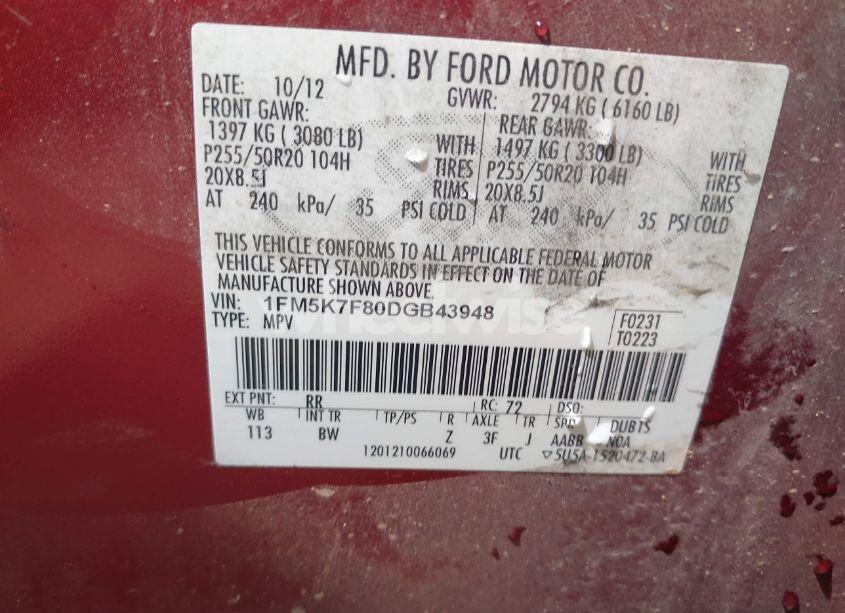 MFD. BY FORD MOTOR CO.
DATE: 10/12 GVWR: 2794 KG ( 6160 LB)
FRONT GAWR: REAR GAWR:
1397 KG ( 3080 LB) WITH 1497 KG ( 3300 LB) WITH
P255/50R20 104H TIRES P255/50R20 104H TIRES
20X8.5J RIMS 20X8.5J RIMS
AT 240 kPa/ 35 PSI COLD AT 240 kPa/ 35 PSI COLD
THIS VEHICLE CONFORMS TO ALL APPLICABLE FEDERAL MOTOR
VEHICLE SAFETY STANDARDS IN EFFECT ON THE DATE OF
MANUFACTURE SHOWN ABOVE.
VIN: 1FM5K7F80DGB43948 F0231
TYPE: MPV T0223
EXT PNT: RR RC: 72 DSO:
WB INT TR TP/PS R AXLE TR SPR DUBTS
113 BW Z 3F J AABB NOA
1201210066069 UTC 5U5A-1520472-BA